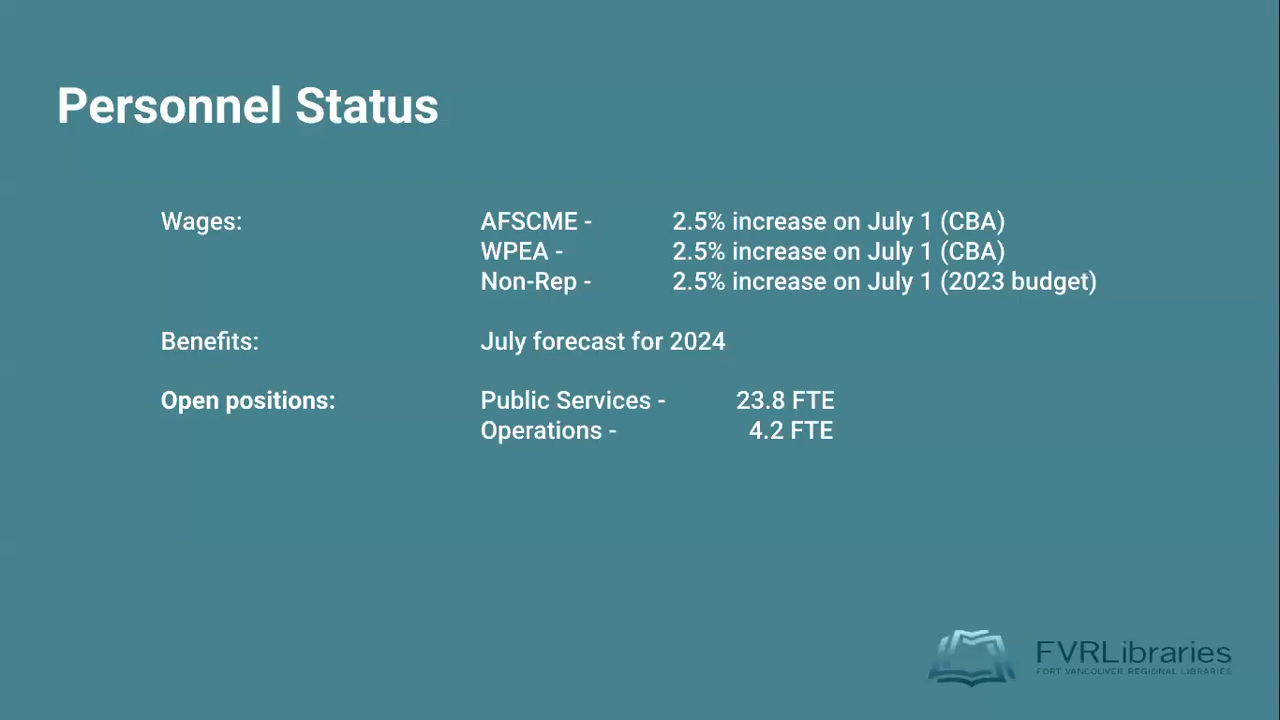 Personnel Status
Wages: AFSCME - 2.5% increase on July 1 (CBA)
WPEA - 2.5% increase on July 1 (CBA)
Non-Rep - 2.5% increase on July 1 (2023 budget)
Benefits: July forecast for 2024
Open positions: Public Services - 23.8 FTE
Operations - 4.2 FTE
FVRLibraries
FORT VANCOUVER REGIONAL LIBRARIES